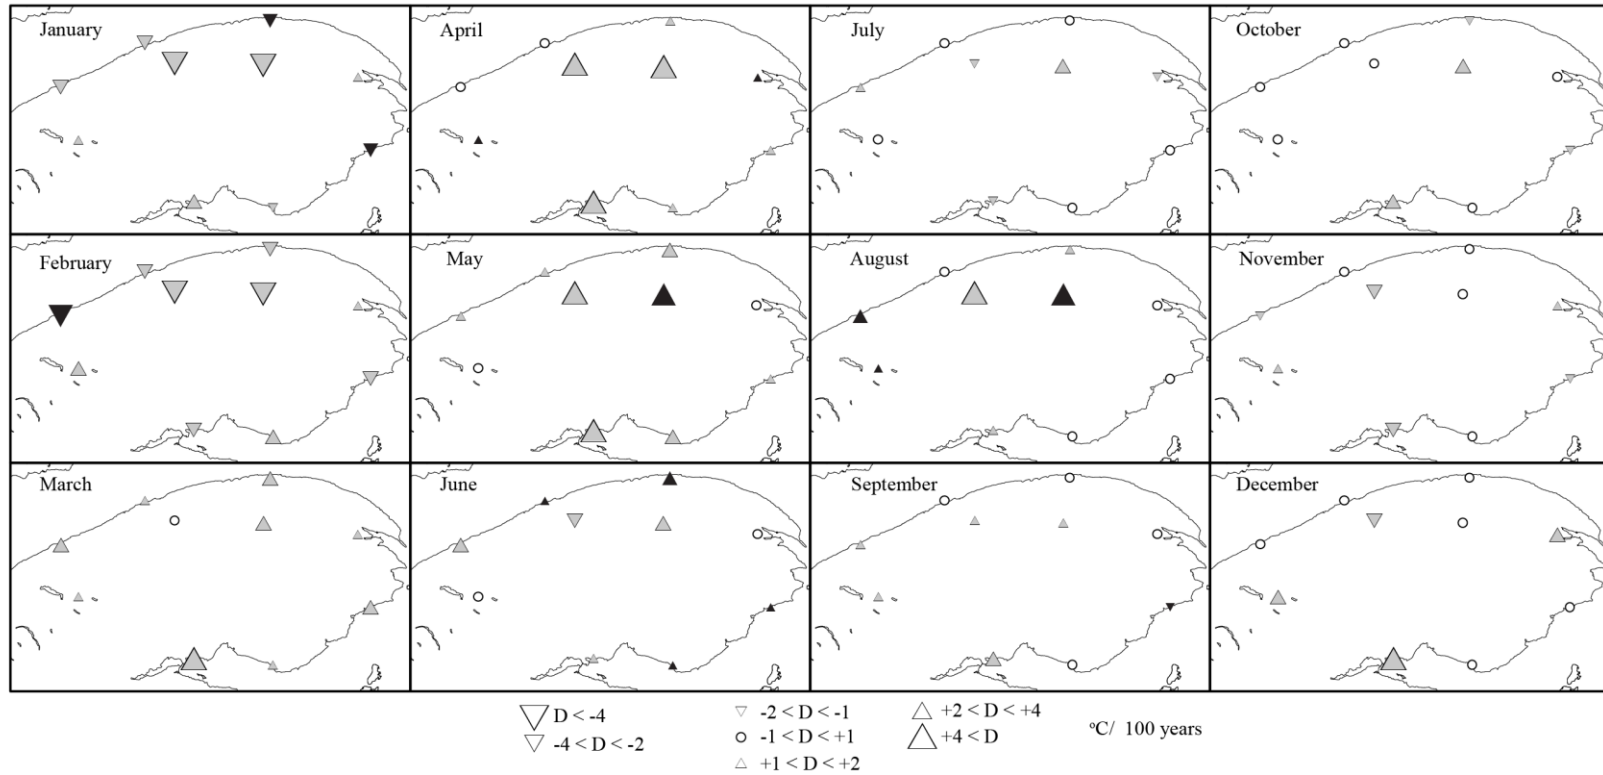 January
April
July
October
February
May
August
November
March
June
September
December
D < -4
-4 < D < -2
-2 < D < -1
-1 < D < +1
+1 < D < +2
+2 < D < +4
+4 < D
°C/ 100 years